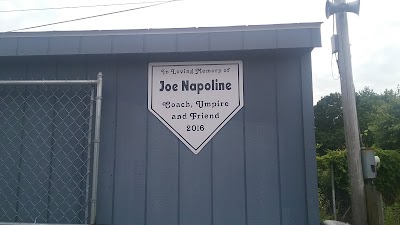 In Loving Memory of
Joe Napoline
Coach, Umpire
and Friend
2016